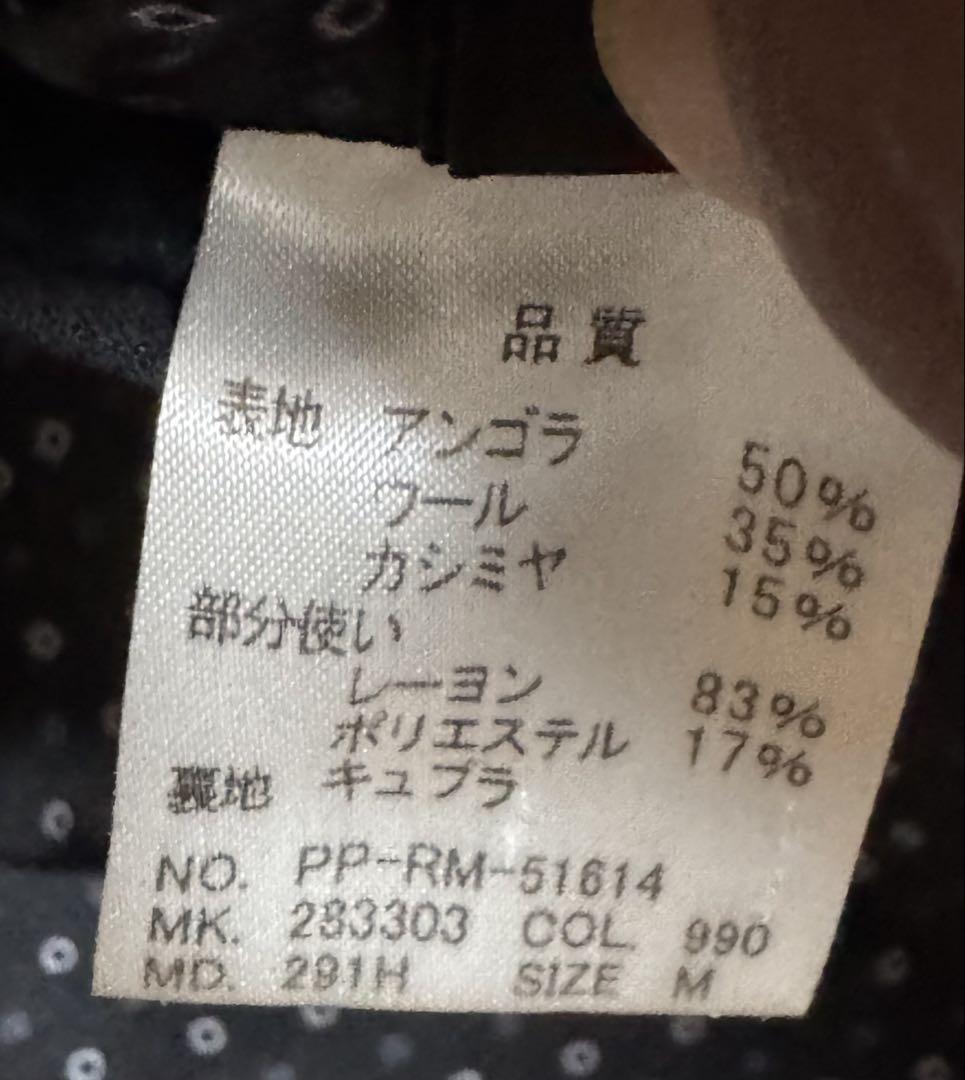 品質
表地 アンゴラ 50%
ウール 35%
カシミヤ 15%
部分使い
レーヨン 83%
ポリエステル 17%
裏地 キュプラ
NO. PP-RM-51614
MK. 283303 COL. 990
MD. 291H SIZE M